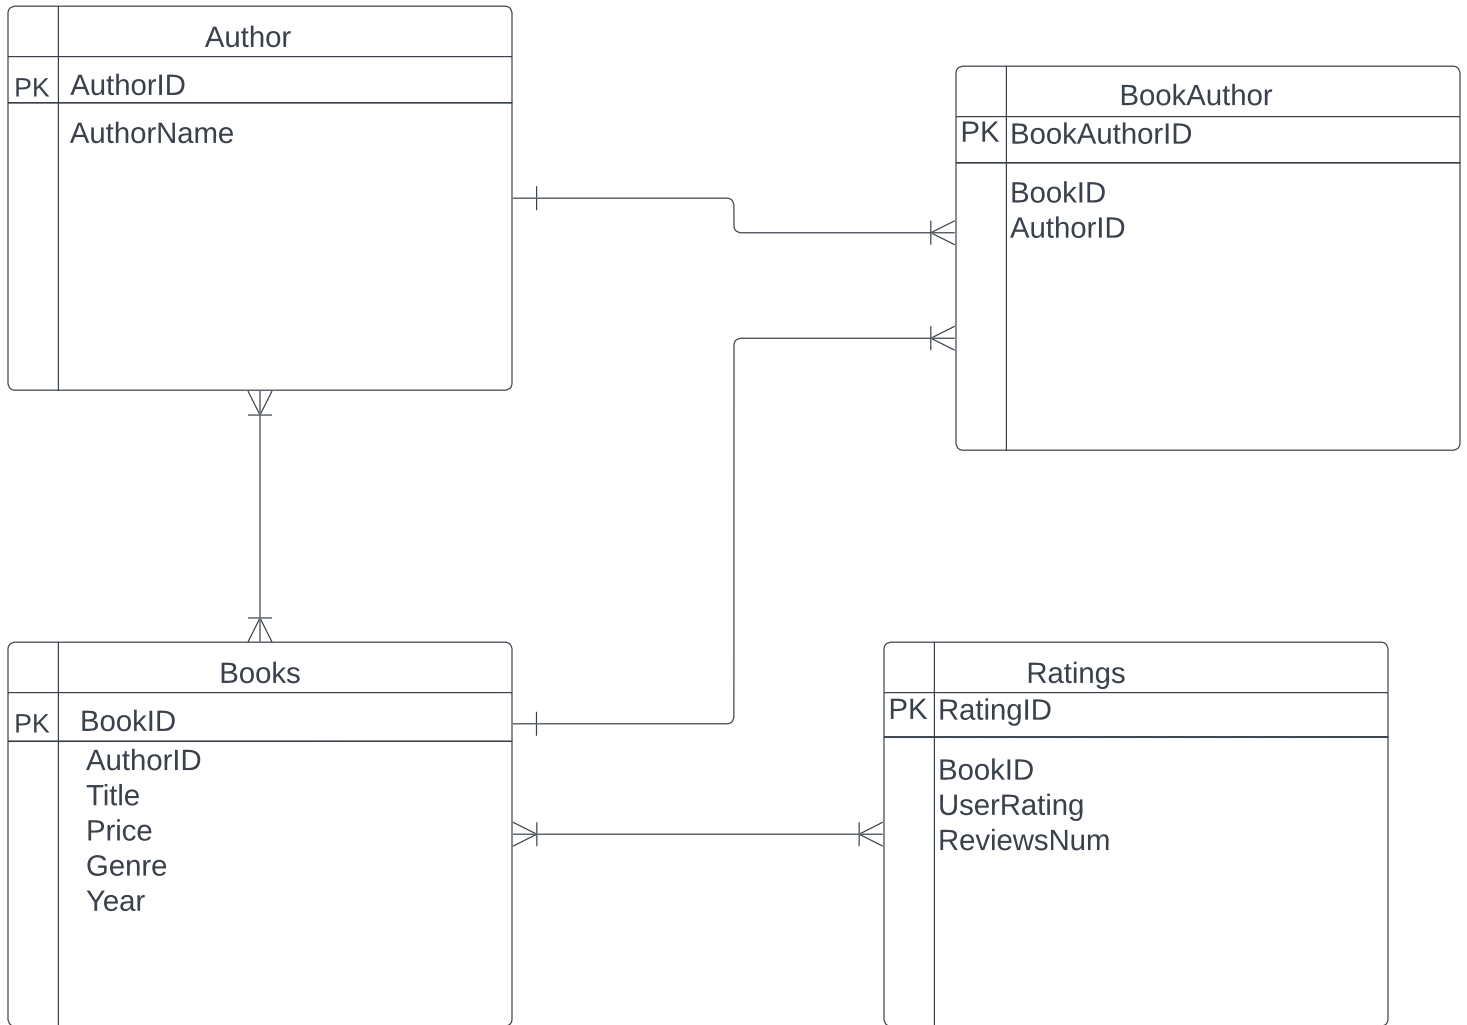 Author
PK AuthorID
AuthorName
BookAuthor
PK BookAuthorID
BookID
AuthorID
Books
PK BookID
AuthorID
Title
Price
Genre
Year
Ratings
PK RatingID
BookID
UserRating
ReviewsNum